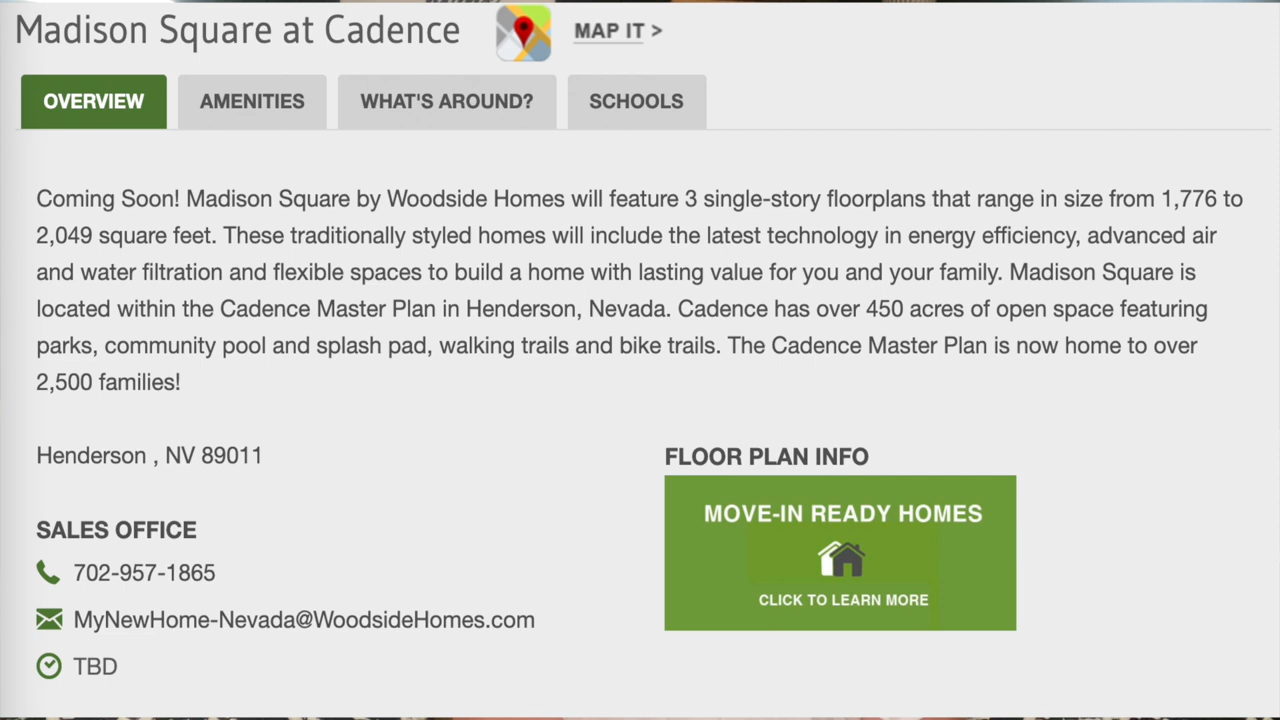 Madison Square at Cadence
MAP IT >
OVERVIEW
AMENITIES
WHAT'S AROUND?
SCHOOLS
Coming Soon! Madison Square by Woodside Homes will feature 3 single-story floorplans that range in size from 1,776 to
2,049 square feet. These traditionally styled homes will include the latest technology in energy efficiency, advanced air
and water filtration and flexible spaces to build a home with lasting value for you and your family. Madison Square is
located within the Cadence Master Plan in Henderson, Nevada. Cadence has over 450 acres of open space featuring
parks, community pool and splash pad, walking trails and bike trails. The Cadence Master Plan is now home to over
2,500 families!
Henderson , NV 89011
SALES OFFICE
702-957-1865
MyNewHome-Nevada@WoodsideHomes.com
TBD
FLOOR PLAN INFO
MOVE-IN READY HOMES
CLICK TO LEARN MORE